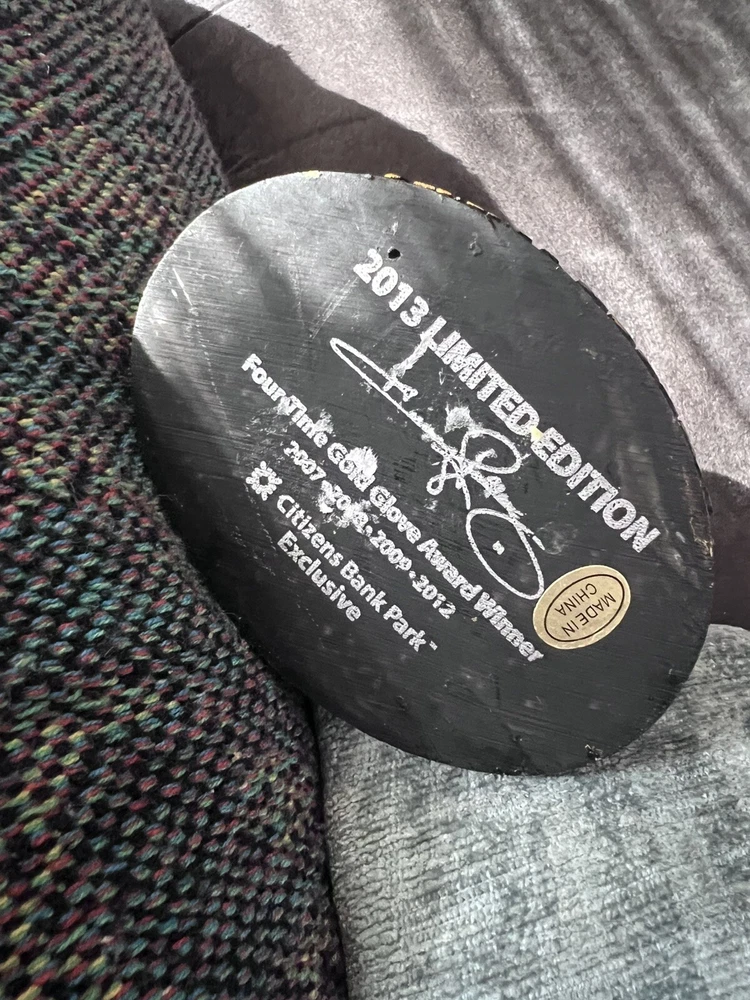 2013 LIMITED EDITION
Four Time Gold Glove Award Winner
2007 • 2008 • 2009 • 2012
Citizens Bank Park™
Exclusive
MADE IN
CHINA